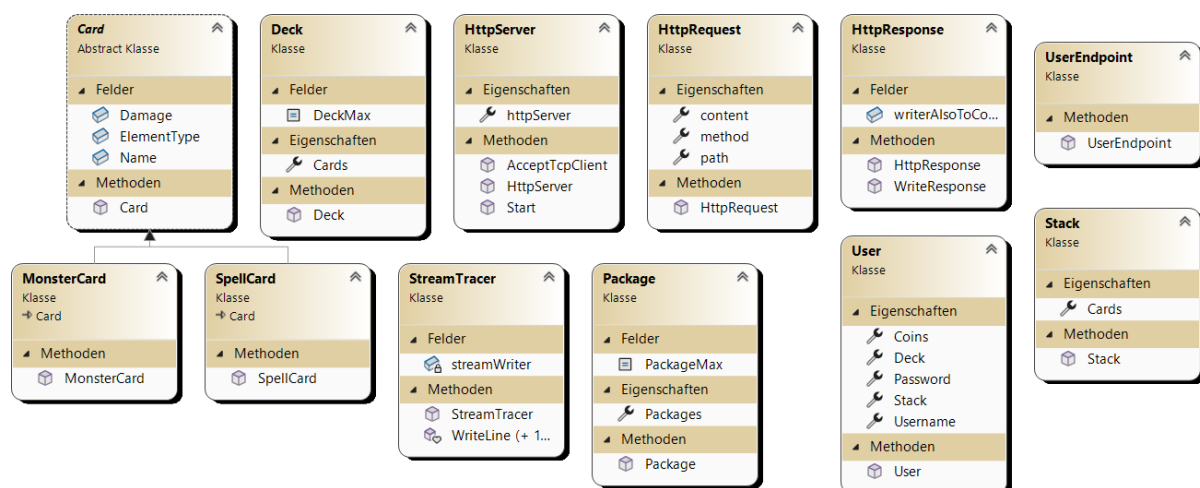 Card
Abstract Klasse
Felder
Damage
ElementType
Name
Methoden
Card
Deck
Klasse
Felder
DeckMax
Eigenschaften
Cards
Methoden
Deck
HttpServer
Klasse
Eigenschaften
httpServer
Methoden
AcceptTcpClient
HttpServer
Start
HttpRequest
Klasse
Eigenschaften
content
method
path
Methoden
HttpRequest
HttpResponse
Klasse
Felder
writerAlsoToCo...
Methoden
HttpResponse
WriteResponse
UserEndpoint
Klasse
Methoden
UserEndpoint
MonsterCard
Klasse
Card
Methoden
MonsterCard
SpellCard
Klasse
Card
Methoden
SpellCard
StreamTracer
Klasse
Felder
streamWriter
Methoden
StreamTracer
WriteLine (+ 1...
Package
Klasse
Felder
PackageMax
Eigenschaften
Packages
Methoden
Package
User
Klasse
Eigenschaften
Coins
Deck
Password
Stack
Username
Methoden
User
Stack
Klasse
Eigenschaften
Cards
Methoden
Stack